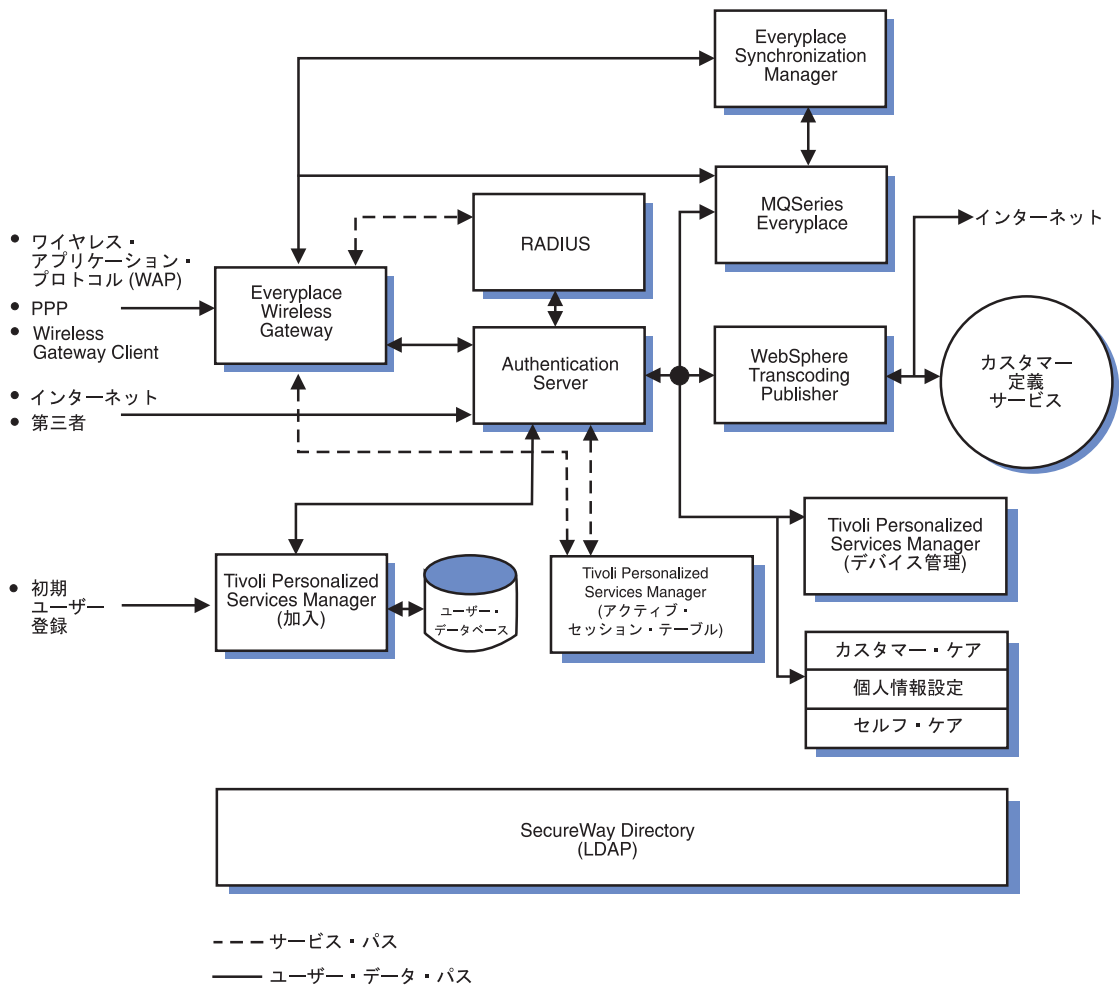 Everyplace
Synchronization
Manager
MQSeries
Everyplace
インターネット
RADIUS
• ワイヤレス・
アプリケーション・
プロトコル (WAP)
• PPP
• Wireless
Gateway Client
Everyplace
Wireless
Gateway
Authentication
Server
WebSphere
Transcoding
Publisher
カスタマー
定義
サービス
• インターネット
• 第三者
Tivoli Personalized
Services Manager
(デバイス管理)
• 初期
ユーザー
登録
Tivoli Personalized
Services Manager
(加入)
ユーザー・
データベース
Tivoli Personalized
Services Manager
(アクティブ・
セッション・テーブル)
カスタマー・ケア
個人情報設定
セルフ・ケア
SecureWay Directory
(LDAP)
サービス・パス
ユーザー・データ・パス